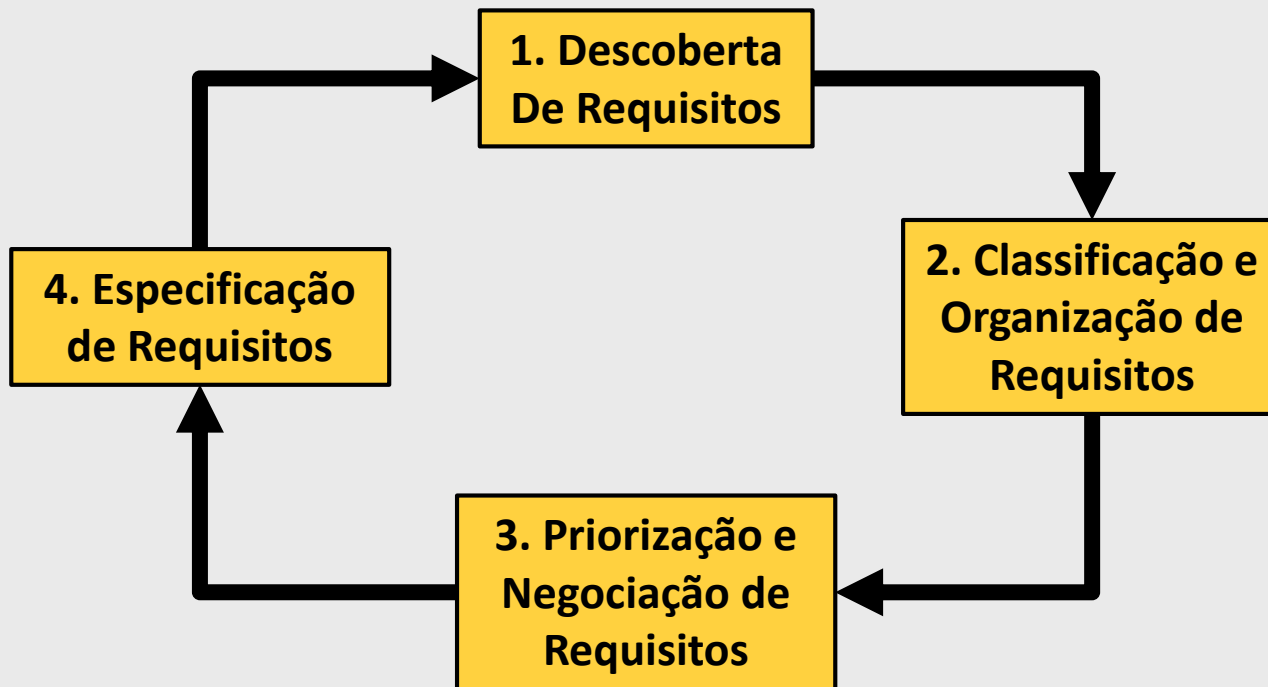 1. Descoberta
De Requisitos
2. Classificação e
Organização de
Requisitos
3. Priorização e
Negociação de
Requisitos
4. Especificação
de Requisitos